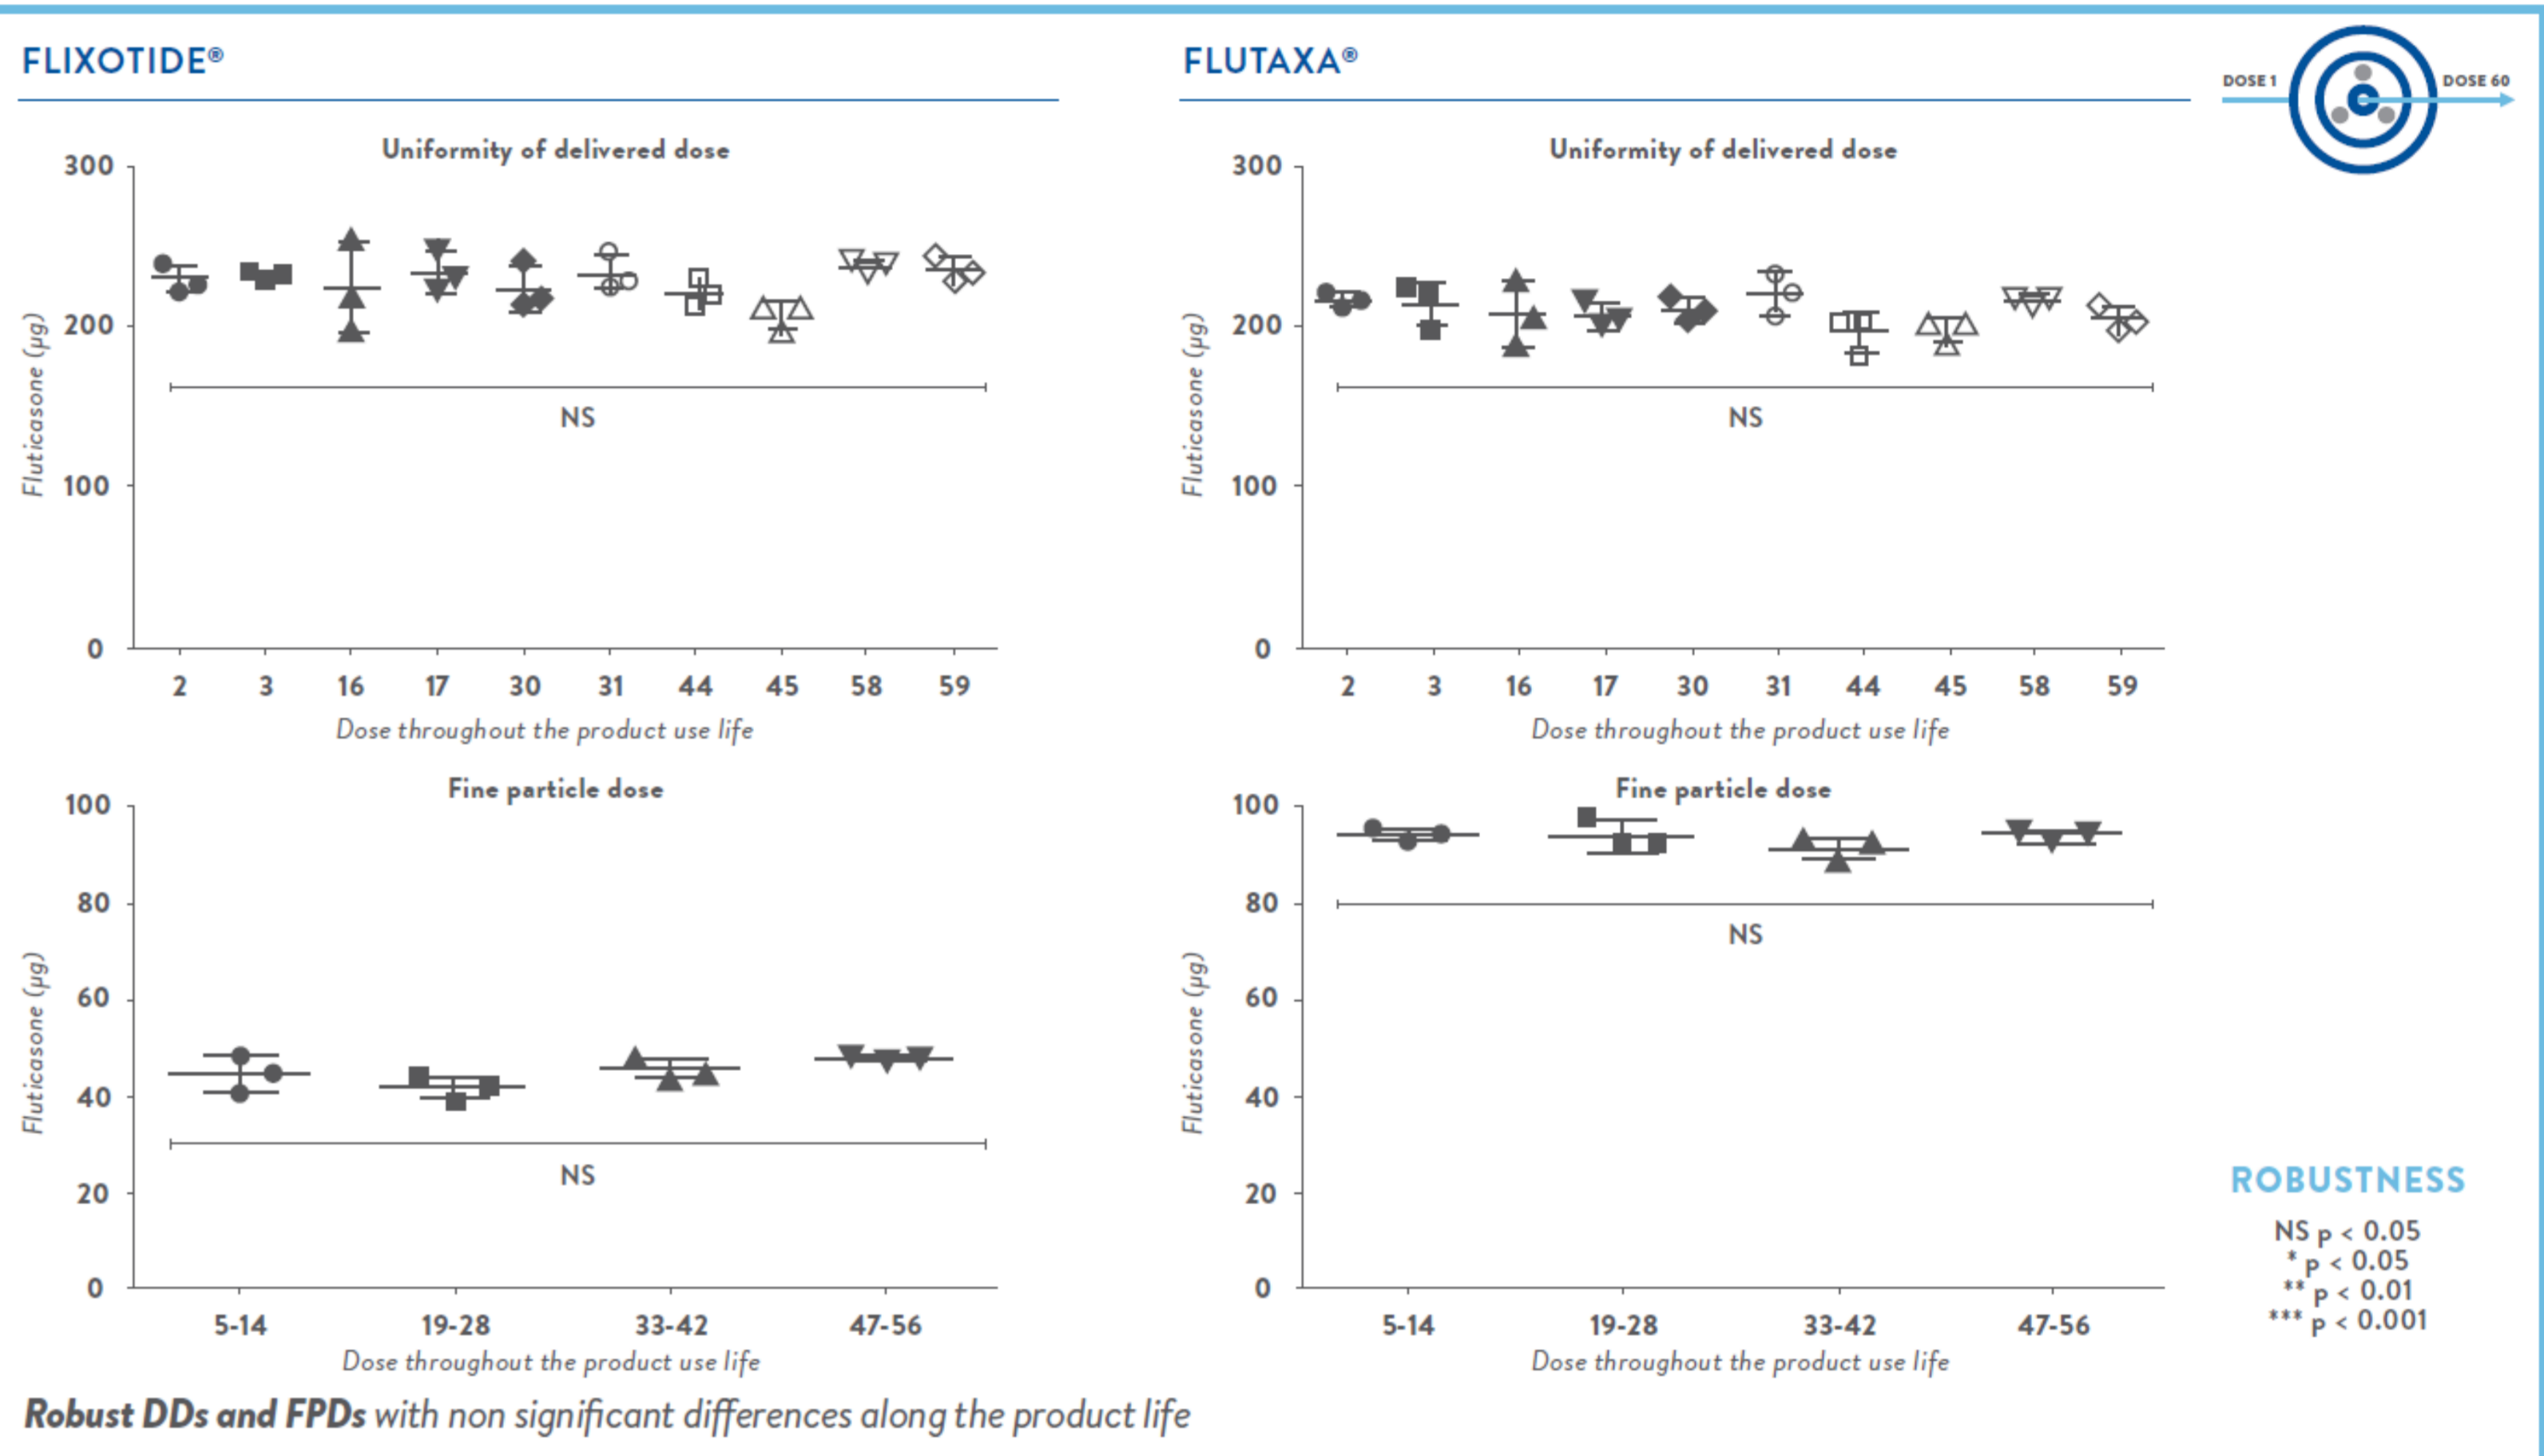 FLIXOTIDE®
Uniformity of delivered dose
300
200
100
0
Fluticasone (µg)
NS
2 3 16 17 30 31 44 45 58 59
Dose throughout the product use life
Fine particle dose
100
80
60
40
20
0
Fluticasone (µg)
NS
5-14 19-28 33-42 47-56
Dose throughout the product use life
FLUTAXA®
Uniformity of delivered dose
300
200
100
0
Fluticasone (µg)
NS
2 3 16 17 30 31 44 45 58 59
Dose throughout the product use life
Fine particle dose
100
80
60
40
20
0
Fluticasone (µg)
NS
5-14 19-28 33-42 47-56
Dose throughout the product use life
DOSE 1
DOSE 60
ROBUSTNESS
NS p < 0.05
* p < 0.05
** p < 0.01
*** p < 0.001
Robust DDs and FPDs with non significant differences along the product life